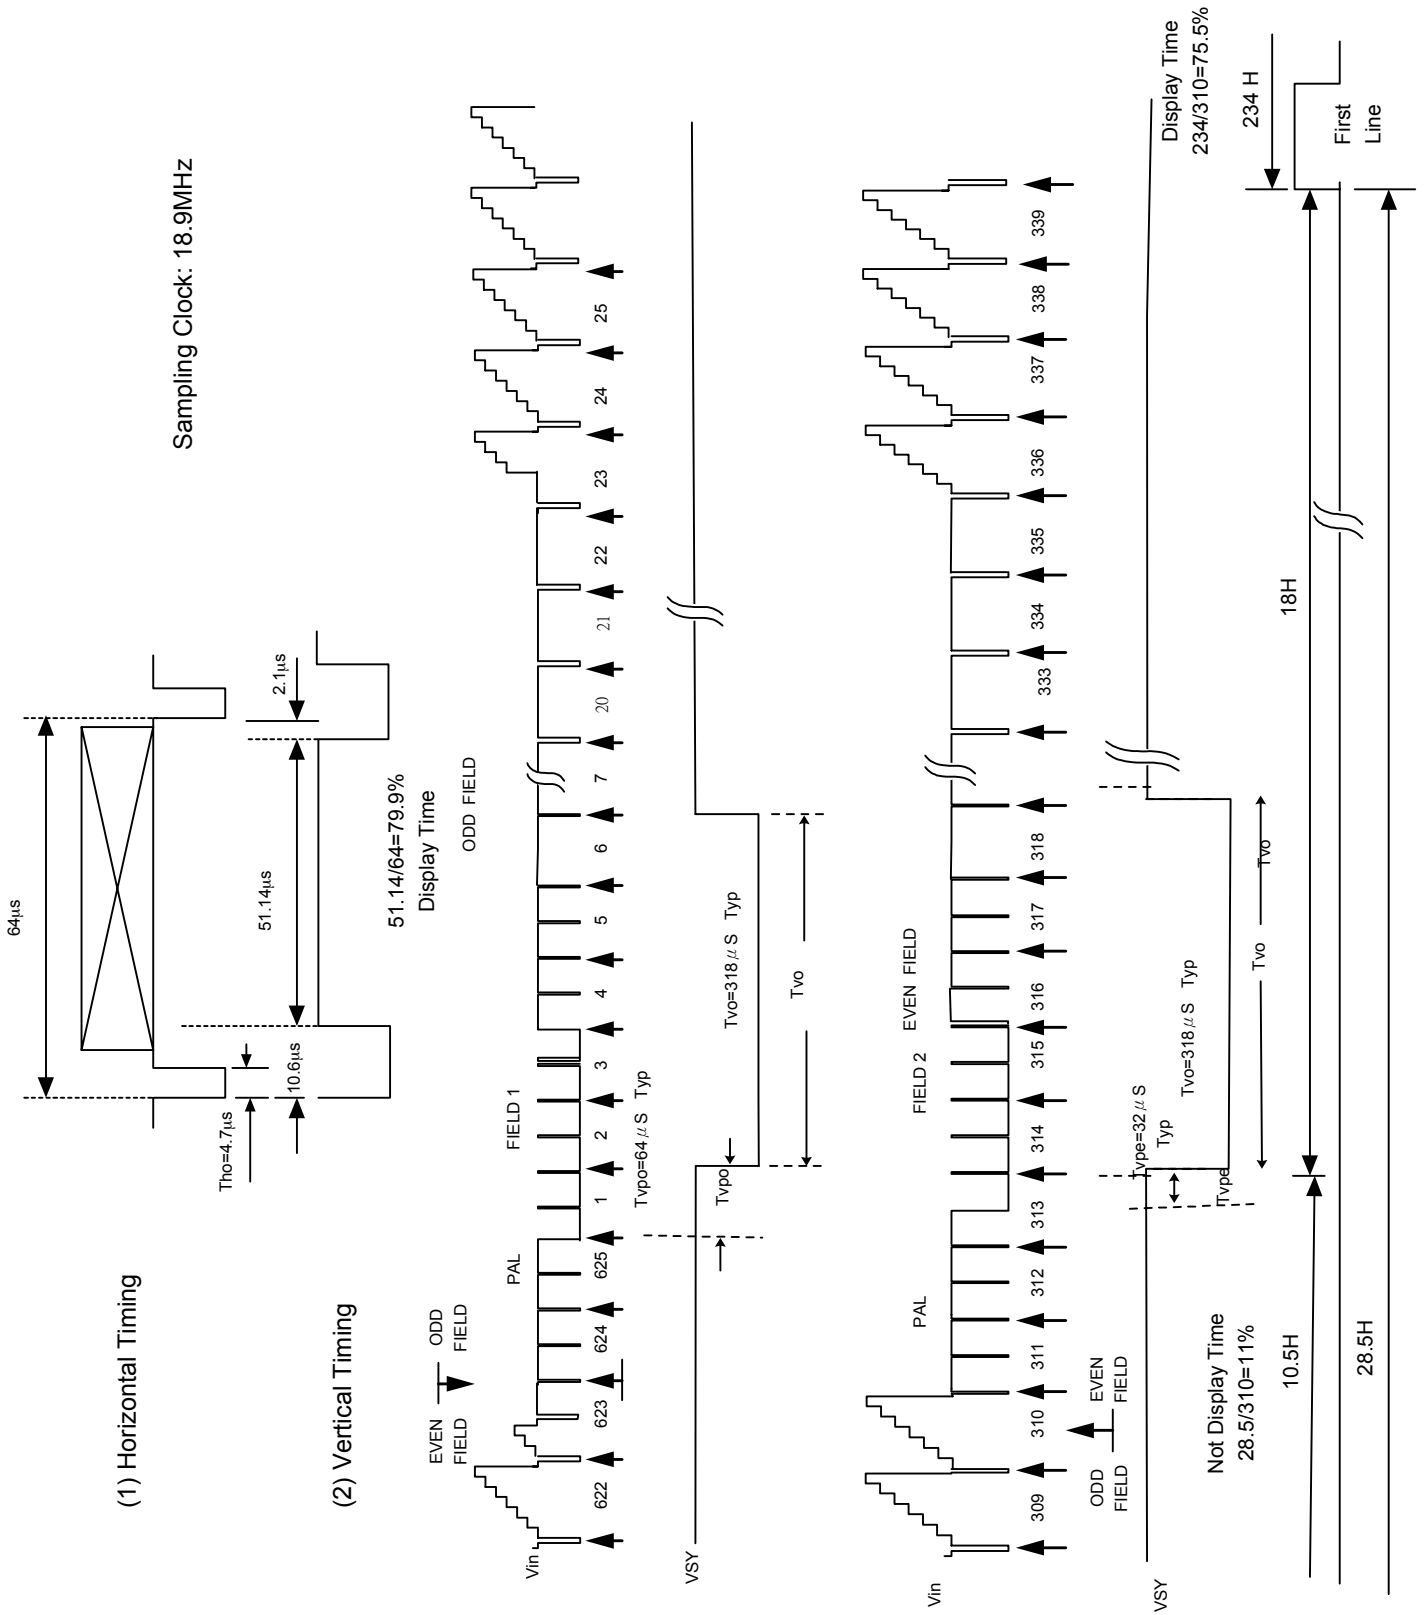 (1) Horizontal Timing
Sampling Clock: 18.9MHz
64µs
Tho=4.7µs
10.6µs
51.14µs
2.1µs
51.14/64=79.9%
Display Time
(2) Vertical Timing
EVEN
FIELD
ODD
FIELD
PAL
FIELD 1
ODD FIELD
Vin
622
623
624
625
1
2
3
4
5
6
7
20
21
22
23
24
25
Tvpo=64 µ S Typ
VSY
Tvpo
Tvo=318 µ S Typ
Tvo
PAL
FIELD 2
EVEN FIELD
Vin
309
310
311
312
313
314
315
316
317
318
333
334
335
336
337
338
339
ODD
FIELD
EVEN
FIELD
Tvpe=32 µ S
Typ
VSY
Tvpe
Tvo=318 µ S Typ
Tvo
Tvo
Display Time
234/310=75.5%
Not Display Time
28.5/310=11%
234 H
10.5H
18H
First
Line
28.5H